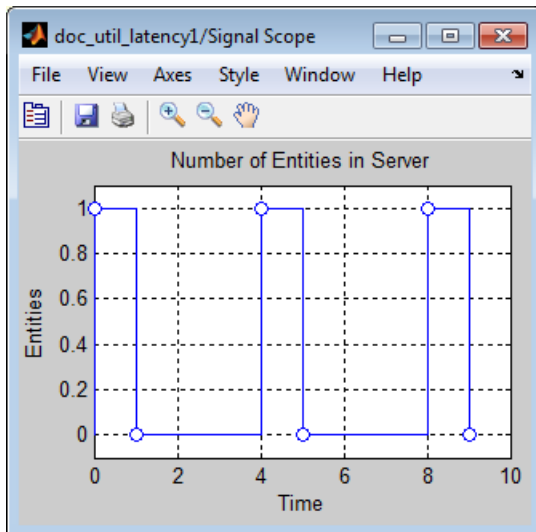 doc_util_latency1/Signal Scope
File View Axes Style Window Help
Number of Entities in Server
1
0.8
0.6
0.4
0.2
0
Entities
0 2 4 6 8 10
Time